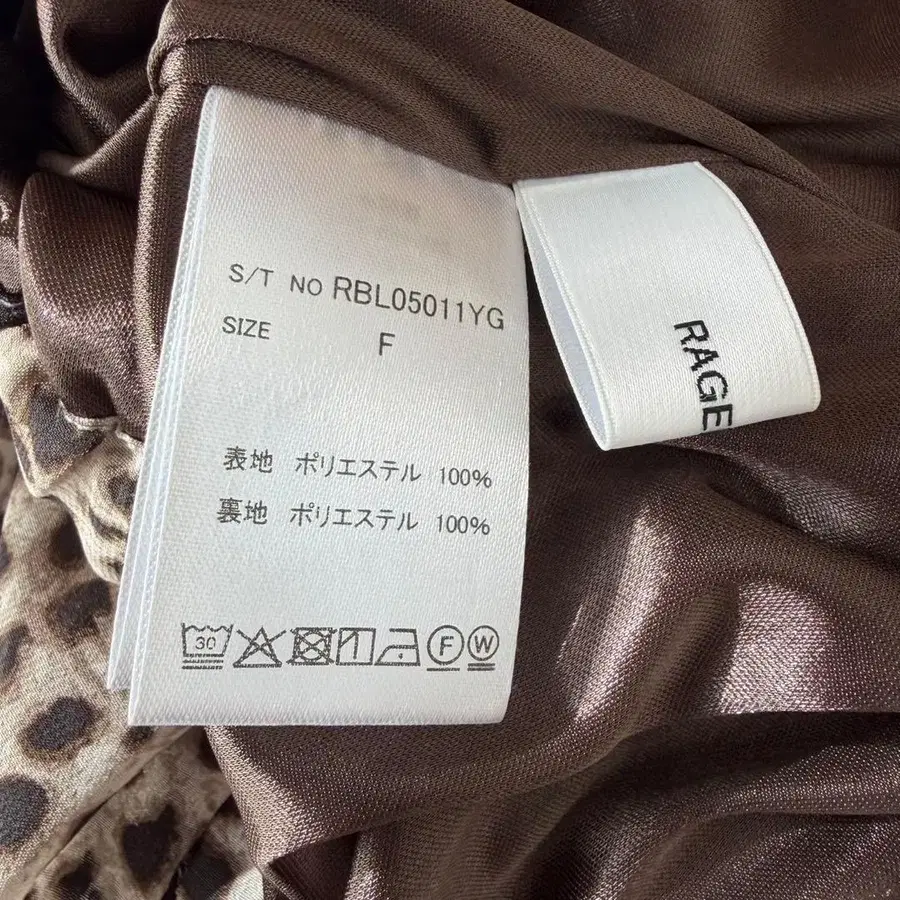 S/T NO RBL05011YG
SIZE F
表地 ポリエステル 100%
裏地 ポリエステル 100%
30
F W
RAGE